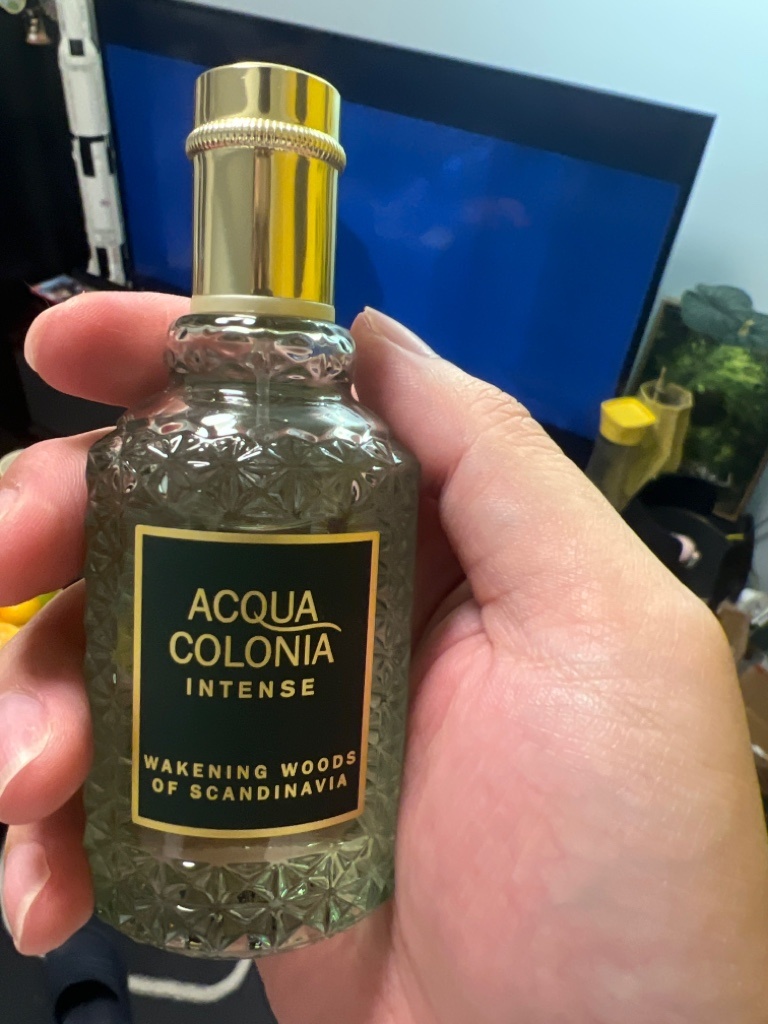 ACQUA
COLONIA
INTENSE
WAKENING WOODS
OF SCANDINAVIA